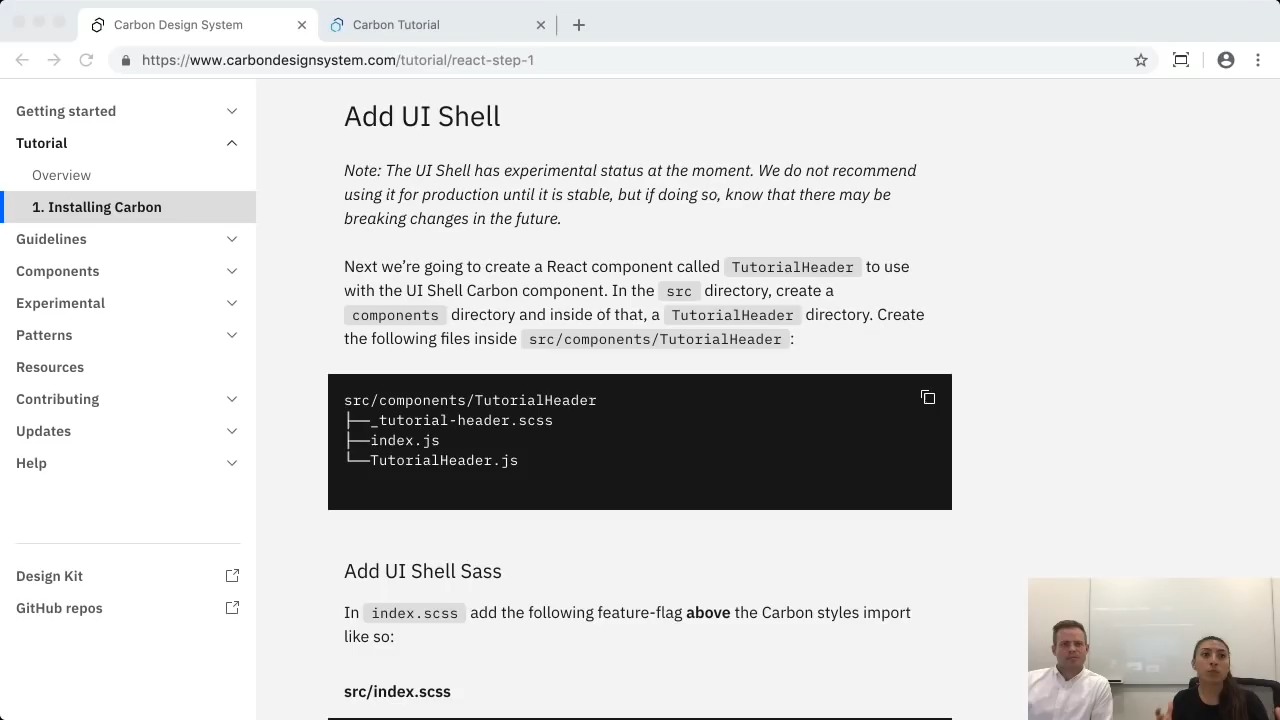 Carbon Design System
Carbon Tutorial
https://www.carbondesignsystem.com/tutorial/react-step-1
Getting started
Tutorial
Overview
1. Installing Carbon
Guidelines
Components
Experimental
Patterns
Resources
Contributing
Updates
Help
Design Kit
GitHub repos
Add UI Shell
Note: The UI Shell has experimental status at the moment. We do not recommend
using it for production until it is stable, but if doing so, know that there may be
breaking changes in the future.
Next we're going to create a React component called TutorialHeader to use
with the UI Shell Carbon component. In the src directory, create a
components directory and inside of that, a TutorialHeader directory. Create
the following files inside src/components/TutorialHeader:
src/components/TutorialHeader
├──_tutorial-header.scss
├──index.js
└──TutorialHeader.js
Add UI Shell Sass
In index.scss add the following feature-flag above the Carbon styles import
like so:
src/index.scss